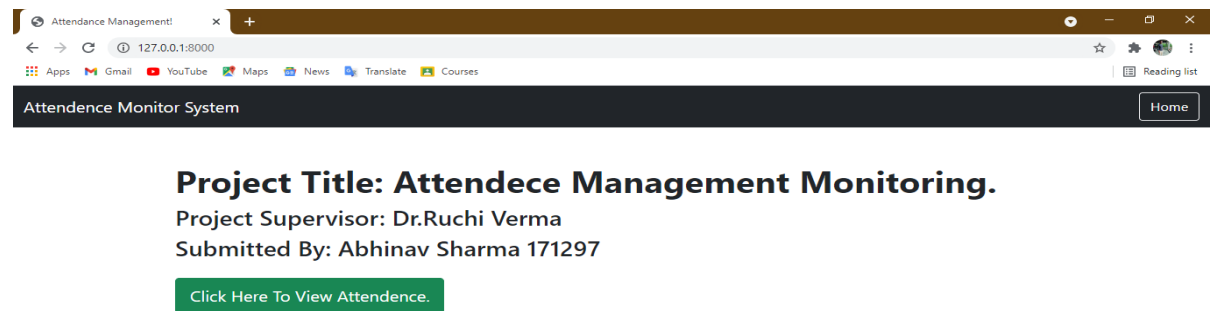 Attendance Management!
127.0.0.1:8000
Apps Gmail YouTube Maps News Translate Courses Reading list
Attendence Monitor System Home
Project Title: Attendece Management Monitoring.
Project Supervisor: Dr.Ruchi Verma
Submitted By: Abhinav Sharma 171297
Click Here To View Attendence.